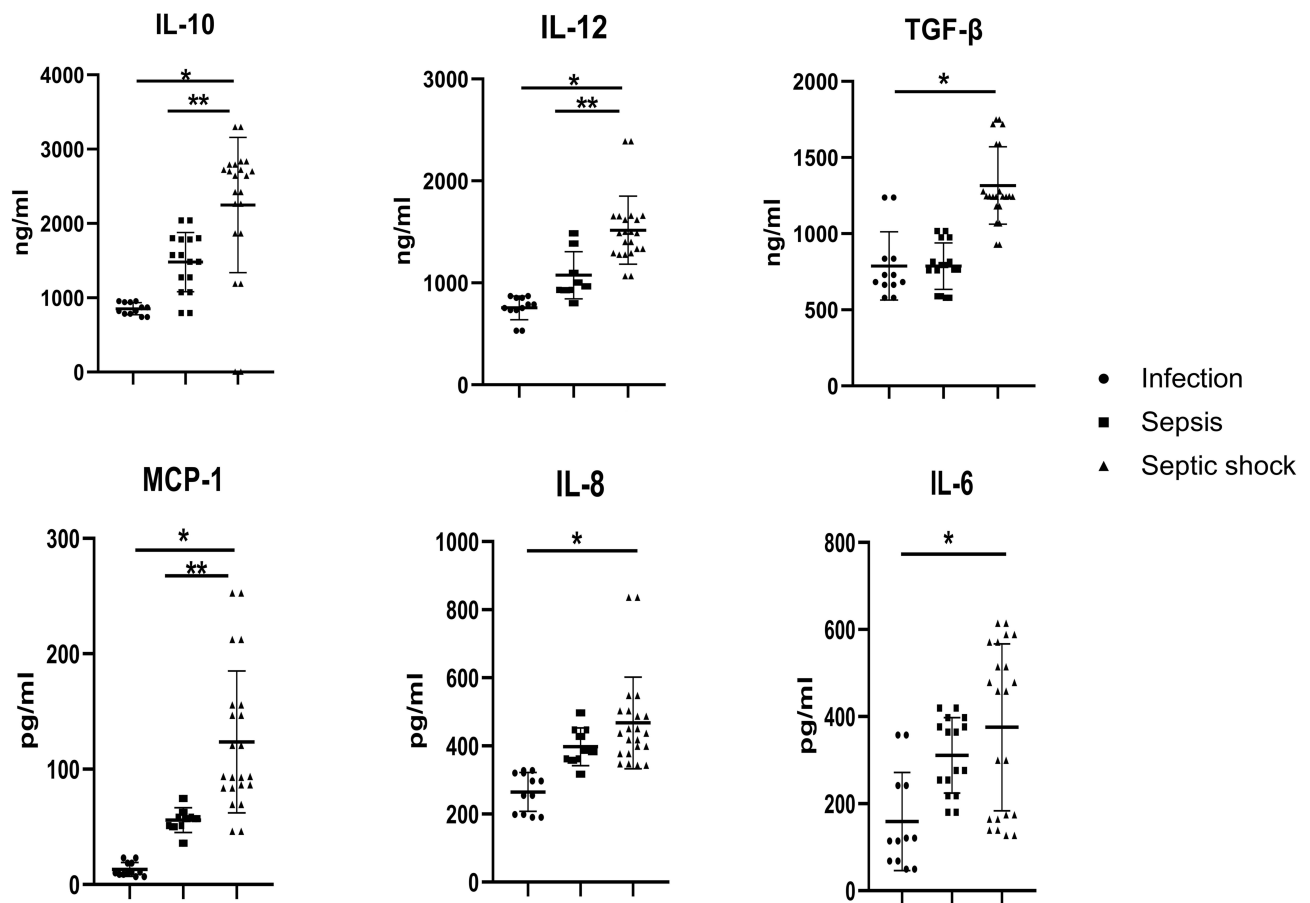 IL-10
4000
3000
2000
1000
0
ng/ml
*
**
IL-12
3000
2000
1000
0
ng/ml
*
**
TGF-β
2000
1500
1000
500
0
ng/ml
*
Infection
Sepsis
Septic shock
MCP-1
300
200
100
0
pg/ml
*
**
IL-8
1000
800
600
400
200
0
pg/ml
*
IL-6
800
600
400
200
0
pg/ml
*